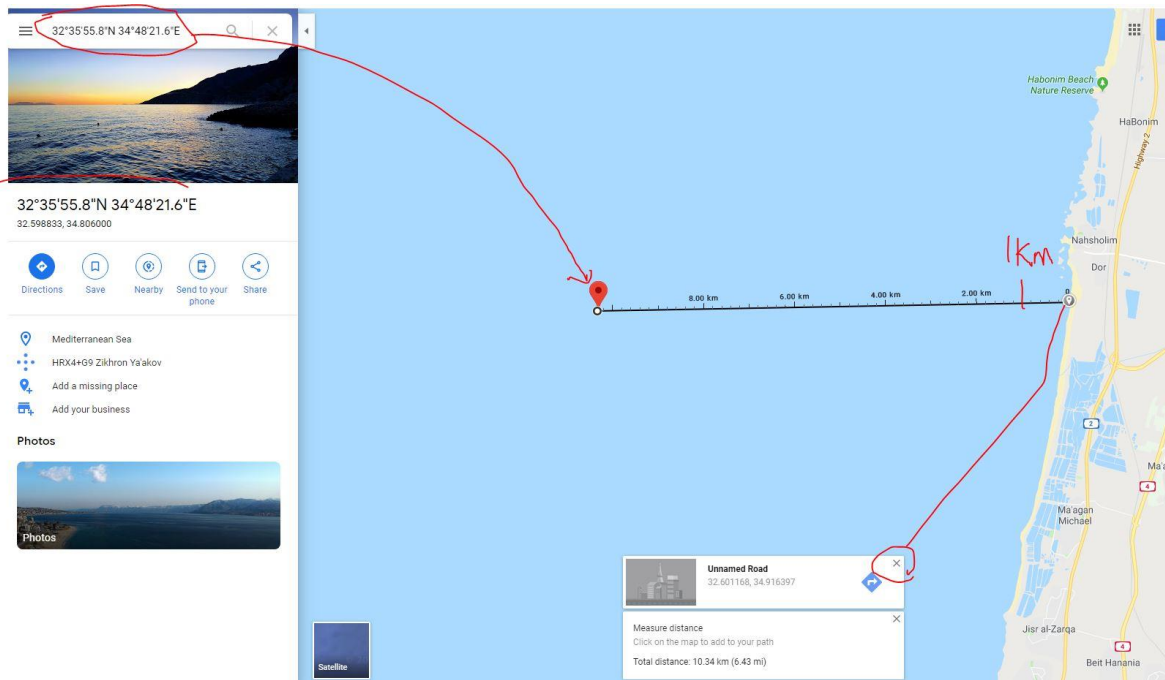 32°35'55.8"N 34°48'21.6"E
32°35'55.8"N 34°48'21.6"E
32.598833, 34.806000
Directions
Save
Nearby
Send to your
phone
Share
Mediterranean Sea
HRX4+G9 Zikhron Ya'akov
Add a missing place
Add your business
Photos
Photos
Satellite
Habonim Beach
Nature Reserve
HaBonim
Highway 2
Nahsholim
1Km
Dor
8.00 km
6.00 km
4.00 km
2.00 km
0
2
Ma'a
4
Ma'agan
Michael
Unnamed Road
32.601168, 34.916397
Measure distance
Click on the map to add to your path
Total distance: 10.34 km (6.43 mi)
Jisr al-Zarqa
4
Beit Hanania